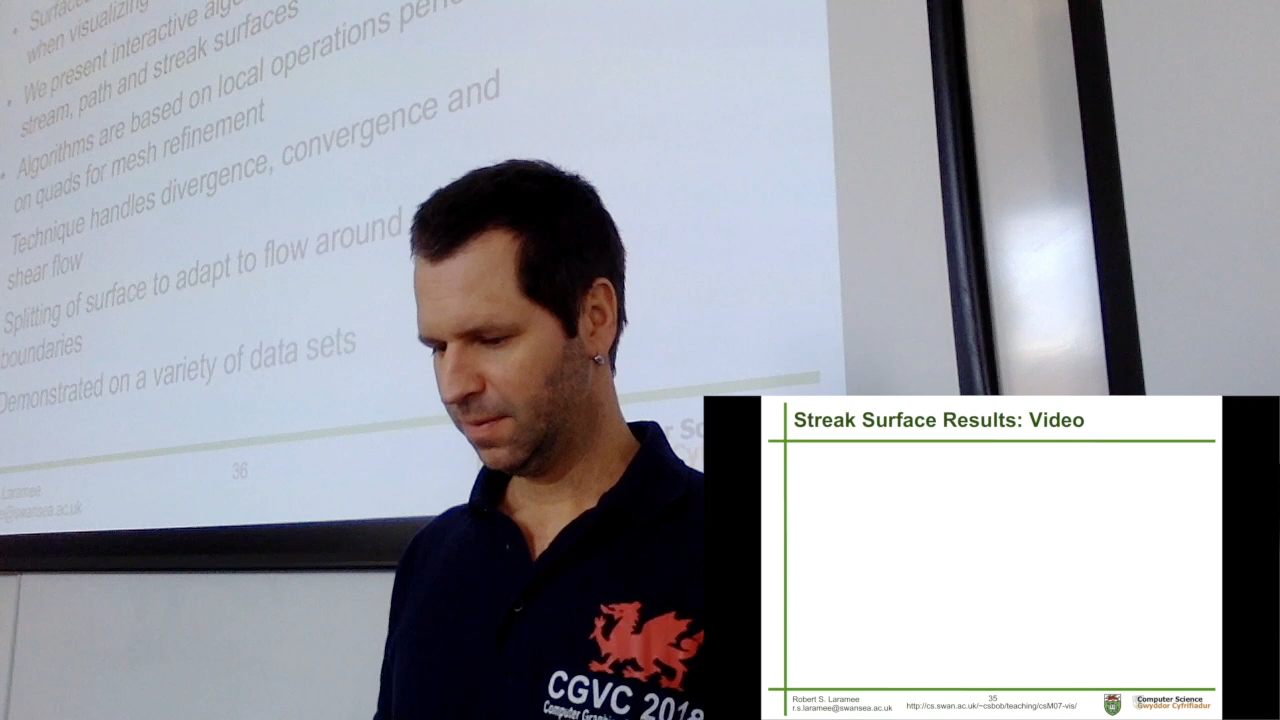 Surfaces
when visualizing
We present interactive
stream, path and streak surfaces
Algorithms are based on local operations
on quads for mesh refinement
Technique handles divergence, convergence and
shear flow
Splitting of surface to adapt to flow around
boundaries
Demonstrated on a variety of data sets
36
Laramee
@swansea.ac.uk
CGVC 2018
Computer
Streak Surface Results: Video
Robert S. Laramee
r.s.laramee@swansea.ac.uk
35
http://cs.swan.ac.uk/~csbob/teaching/csM07-vis/
Computer Science
Gwyddor Cyfrifiadur